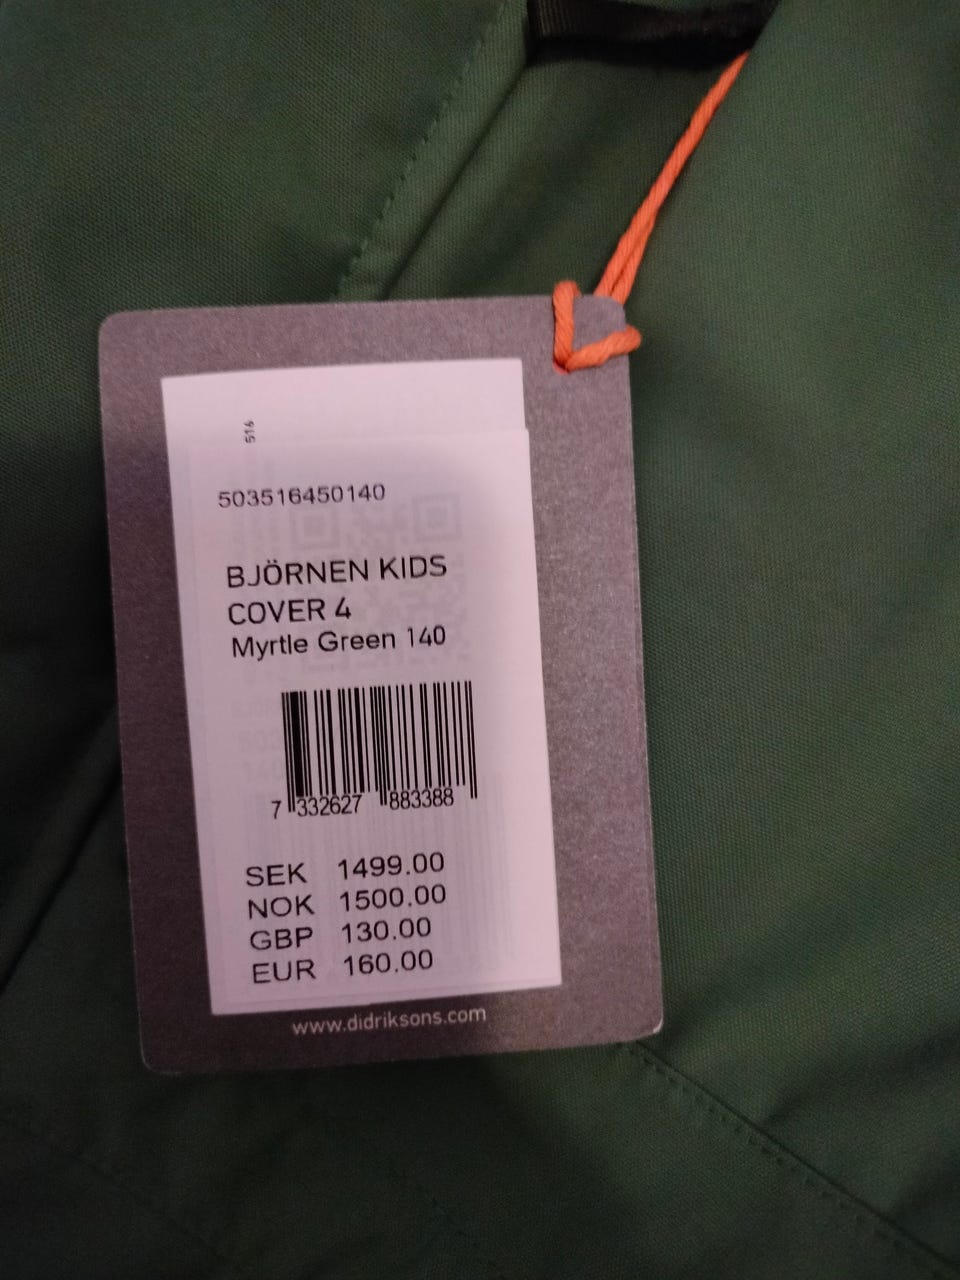 516
503516450140
BJÖRNEN KIDS
COVER 4
Myrtle Green 140
7 332627 883388
SEK 1499.00
NOK 1500.00
GBP 130.00
EUR 160.00
www.didriksons.com